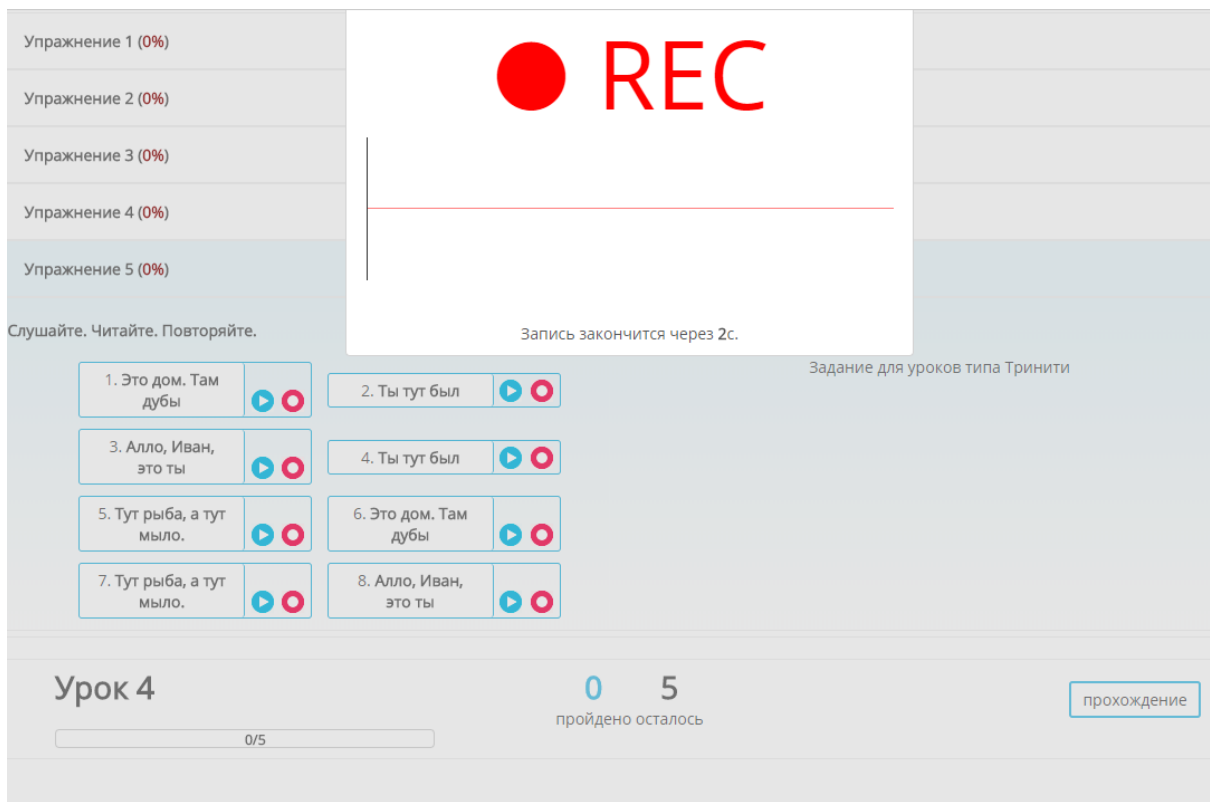 Упражнение 1 (0%)
REC
Упражнение 2 (0%)
Упражнение 3 (0%)
Упражнение 4 (0%)
Упражнение 5 (0%)
Слушайте. Читайте. Повторяйте.
Запись закончится через 2с.
Задание для уроков типа Тринити
1. Это дом. Там
дубы
2. Ты тут был
3. Алло, Иван,
это ты
4. Ты тут был
5. Тут рыба, а тут
мыло.
6. Это дом. Там
дубы
7. Тут рыба, а тут
мыло.
8. Алло, Иван,
это ты
Урок 4
0/5
0 5
пройдено осталось
прохождение